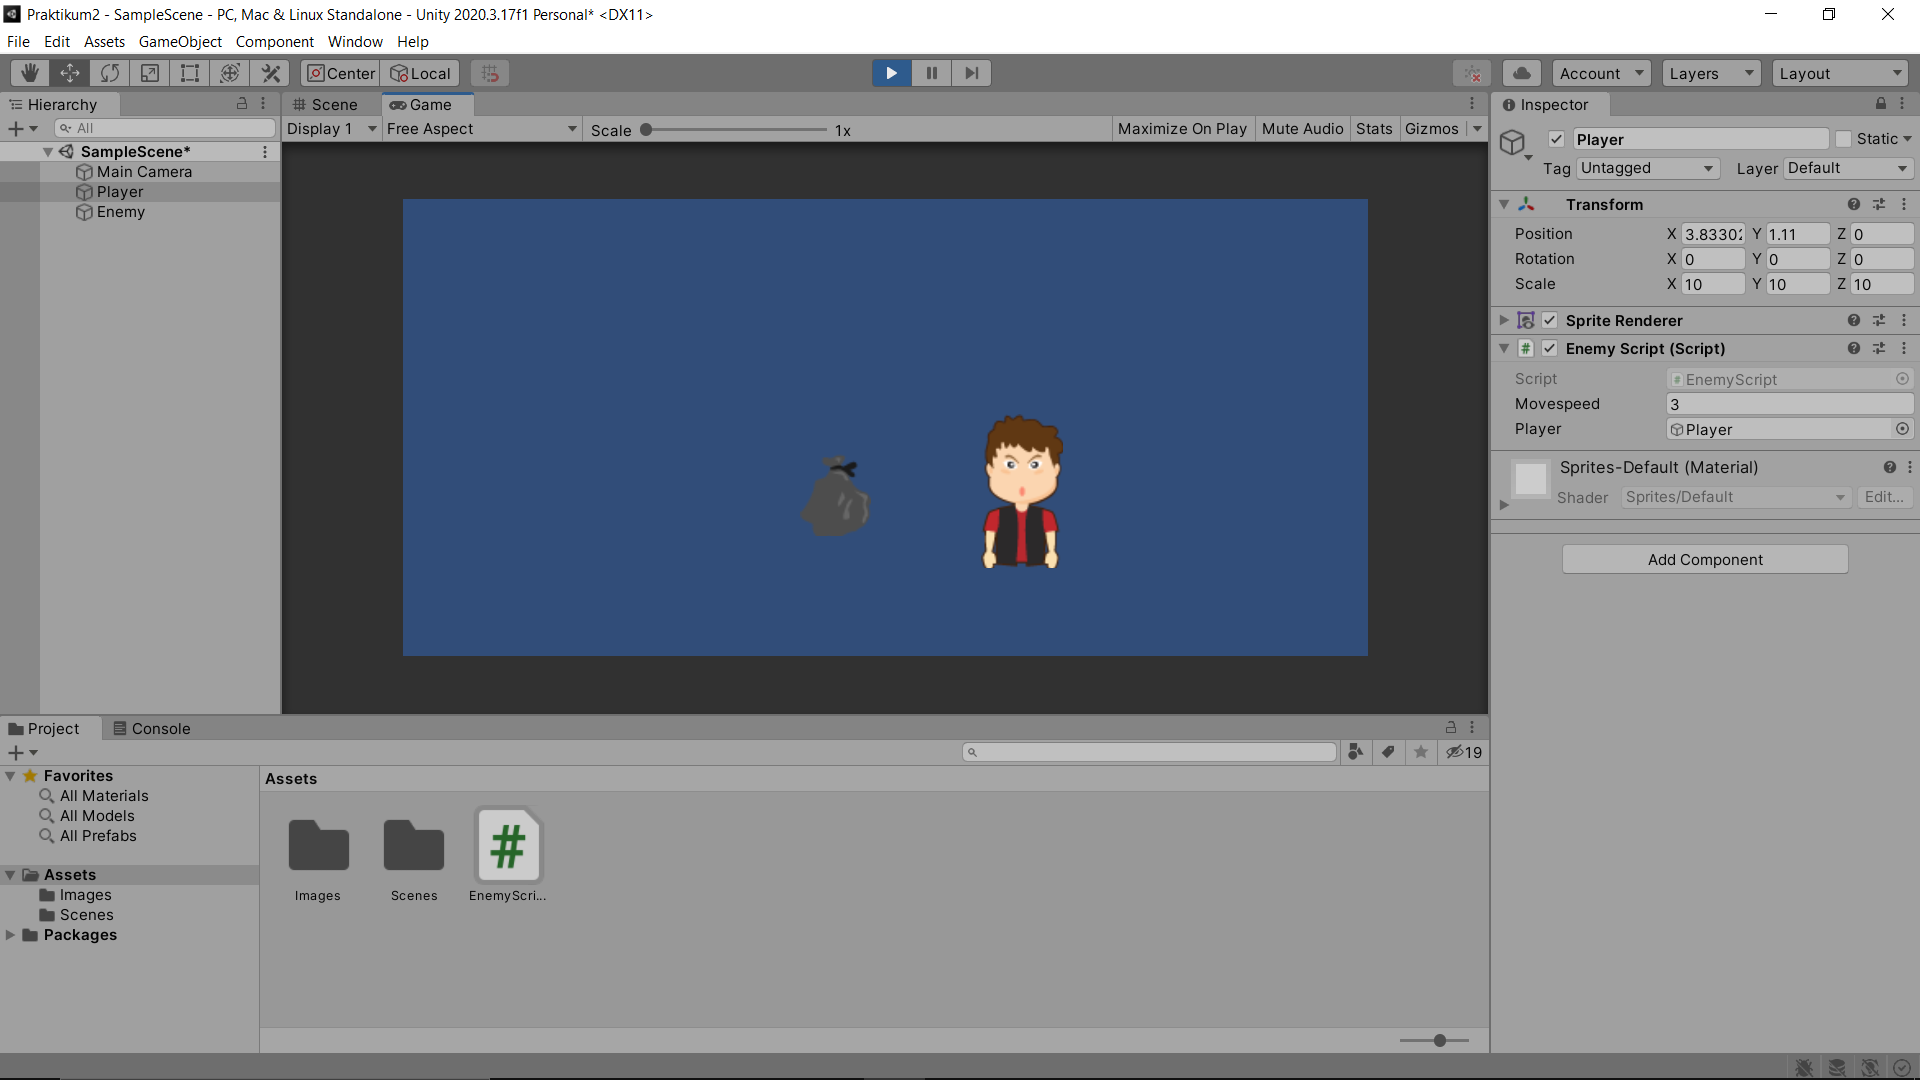 Praktikum2 - SampleScene - PC, Mac & Linux Standalone - Unity 2020.3.17f1 Personal* <DX11>
File Edit Assets GameObject Component Window Help
Center Local Account Layers Layout
Hierarchy
All
SampleScene*
Main Camera
Player
Enemy
Scene Game
Display 1 Free Aspect Scale 1x Maximize On Play Mute Audio Stats Gizmos
Inspector
Player Static
Tag Untagged Layer Default
Transform
Position X 3.8330 Y 1.11 Z 0
Rotation X 0 Y 0 Z 0
Scale X 10 Y 10 Z 10
Sprite Renderer
# Enemy Script (Script)
Script # EnemyScript
Movespeed 3
Player Player
Sprites-Default (Material)
Shader Sprites/Default Edit...
Add Component
Project Console
19
Favorites
All Materials
All Models
All Prefabs
Assets
Images
Scenes
Packages
Assets
#
Images Scenes EnemyScri...